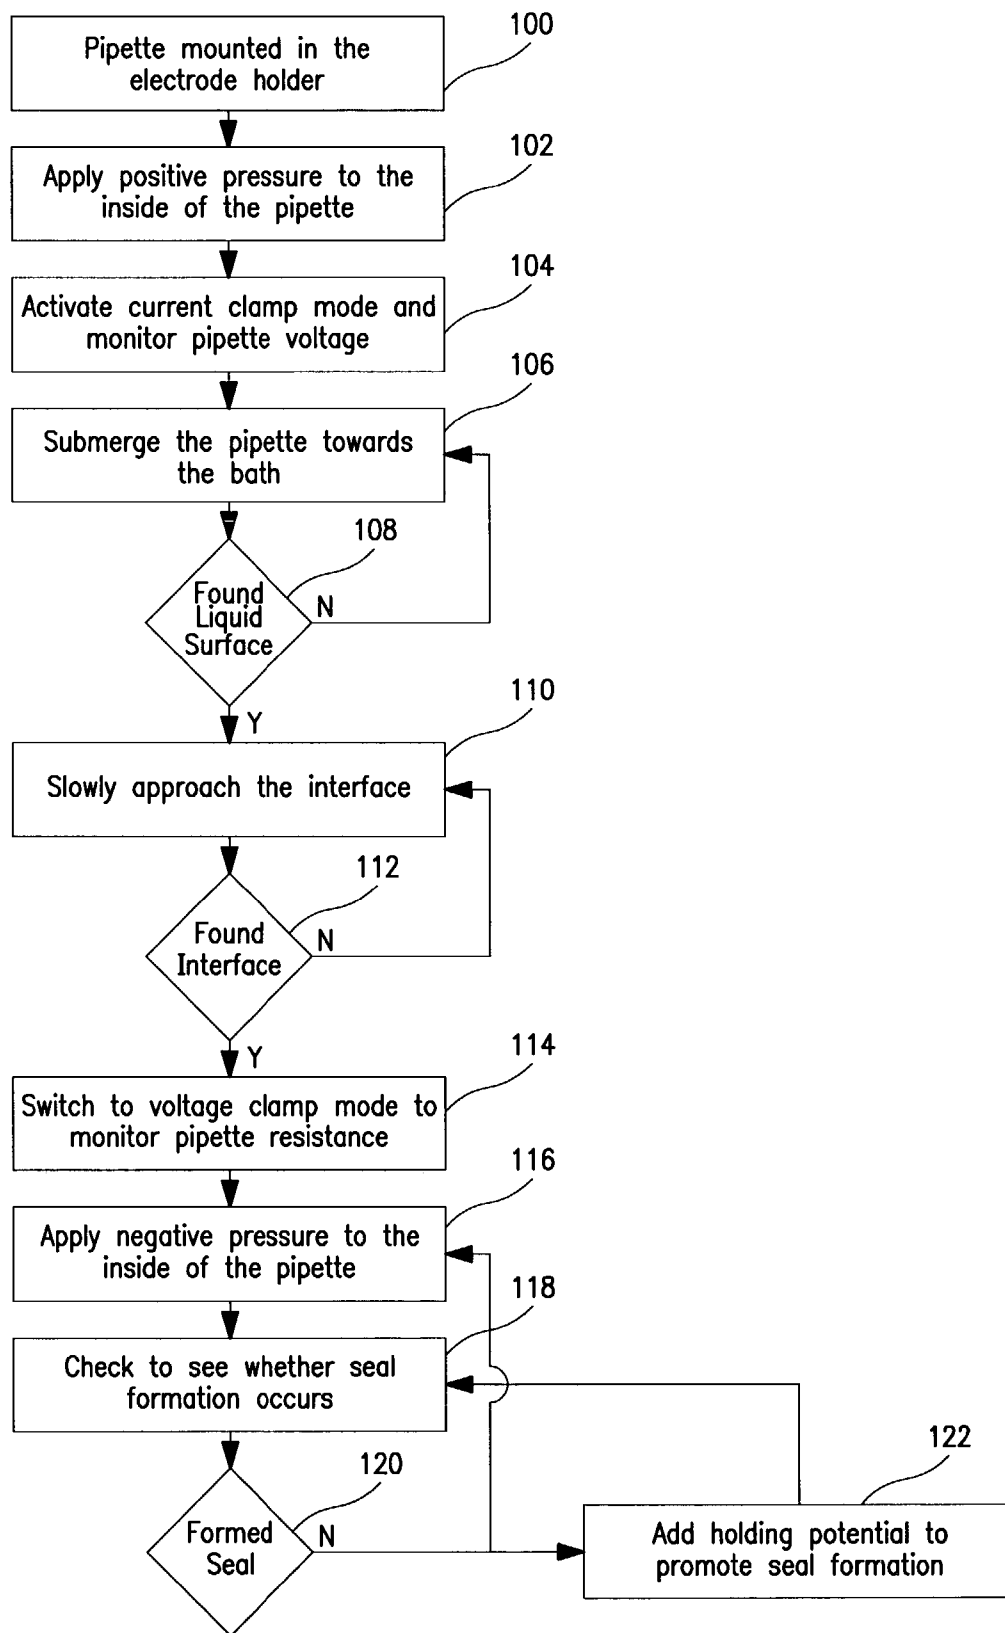 100
Pipette mounted in the
electrode holder
102
Apply positive pressure to the
inside of the pipette
104
Activate current clamp mode and
monitor pipette voltage
106
Submerge the pipette towards
the bath
108
Found
Liquid
Surface
N
Y
110
Slowly approach the interface
112
Found
Interface
N
Y
114
Switch to voltage clamp mode to
monitor pipette resistance
116
Apply negative pressure to the
inside of the pipette
118
Check to see whether seal
formation occurs
120
Formed
Seal
N
122
Add holding potential to
promote seal formation